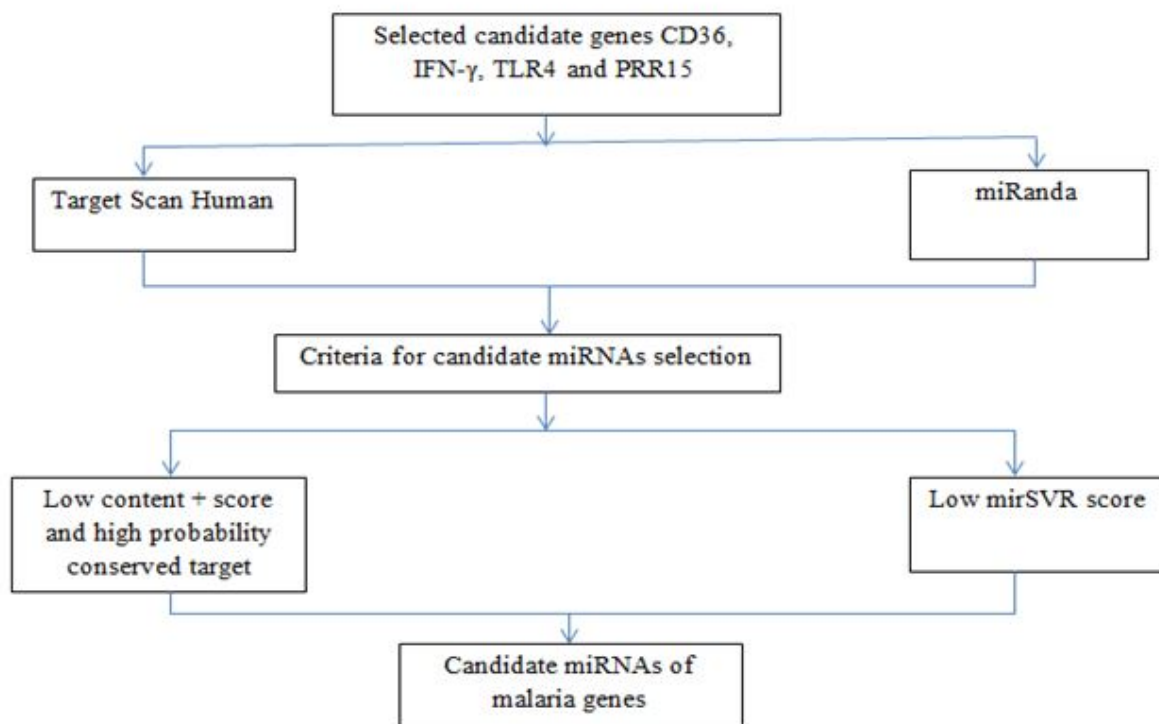 Selected candidate genes CD36,
IFN-γ, TLR4 and PRR15
Target Scan Human
miRanda
Criteria for candidate miRNAs selection
Low content + score
and high probability
conserved target
Low mirSVR score
Candidate miRNAs of
malaria genes